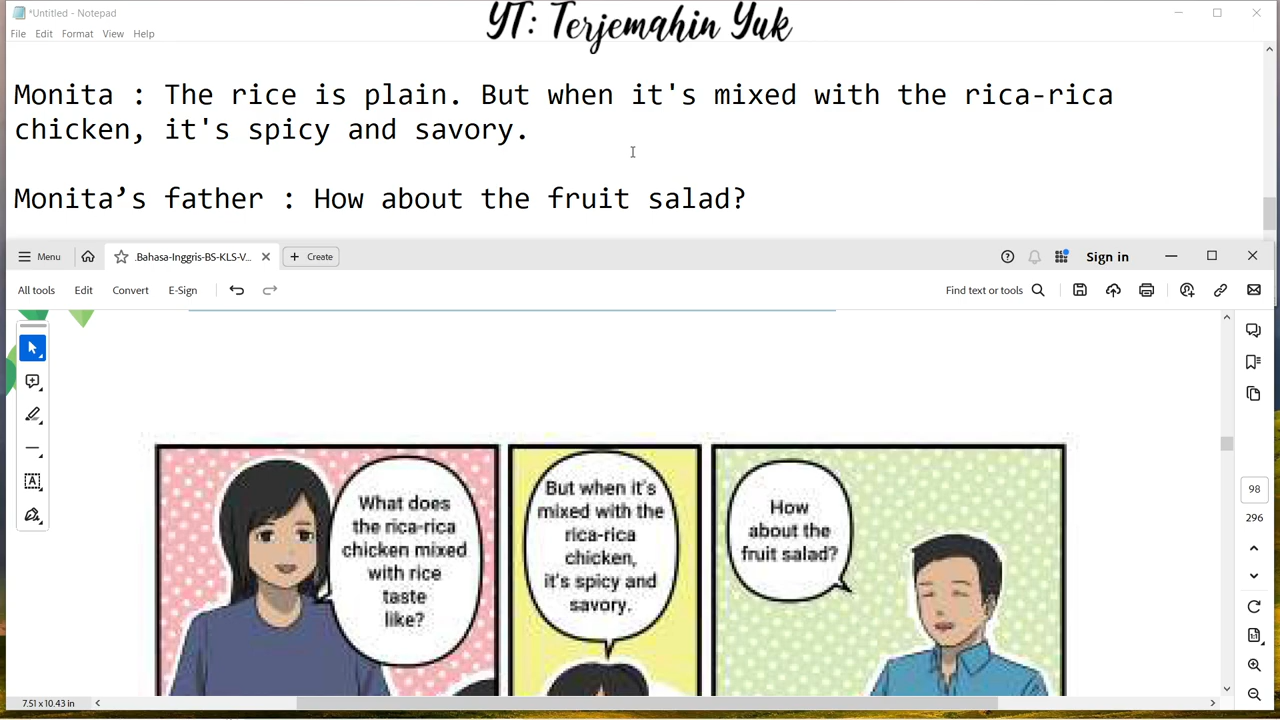 *Untitled - Notepad
YT: Terjemahin Yuk
File Edit Format View Help
Monita : The rice is plain. But when it's mixed with the rica-rica
chicken, it's spicy and savory.
Monita’s father : How about the fruit salad?
Menu
.Bahasa-Inggris-BS-KLS-V...
Create
Sign in
All tools Edit Convert E-Sign
Find text or tools
What does
the rica-rica
chicken mixed
with rice
taste
like?
But when it's
mixed with the
rica-rica
chicken,
it's spicy and
savory.
How
about the
fruit salad?
98
296
7.51 x 10.43 in